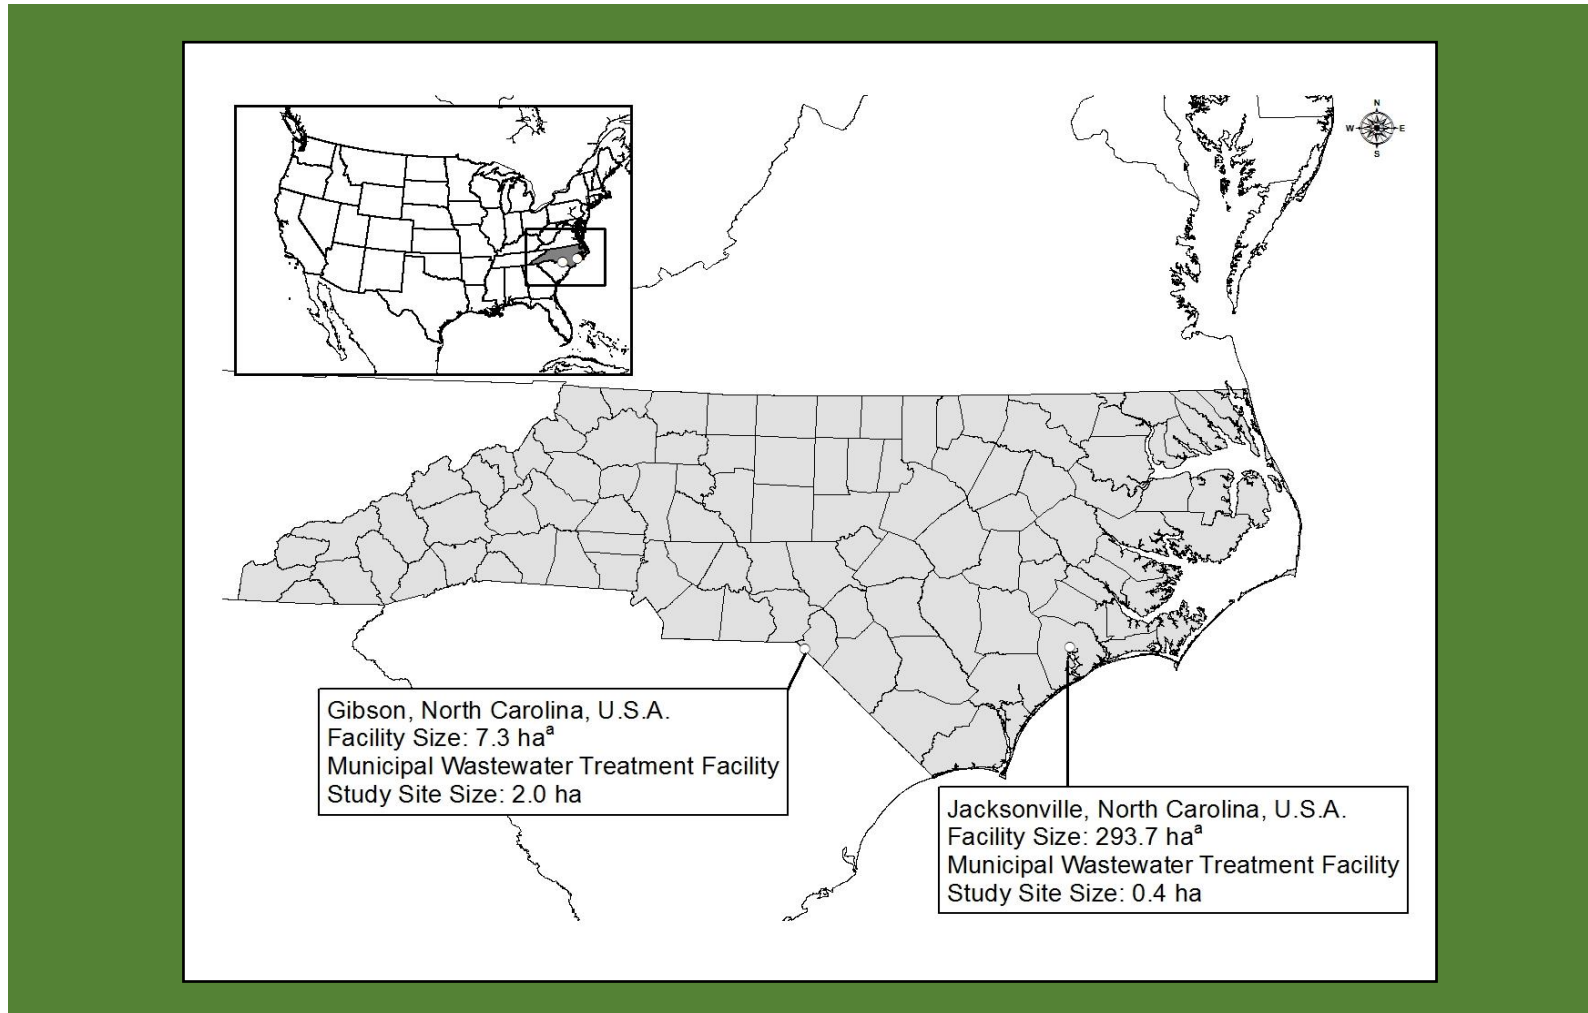 N
W E
S
Gibson, North Carolina, U.S.A.
Facility Size: 7.3 haª
Municipal Wastewater Treatment Facility
Study Site Size: 2.0 ha
Jacksonville, North Carolina, U.S.A.
Facility Size: 293.7 haª
Municipal Wastewater Treatment Facility
Study Site Size: 0.4 ha